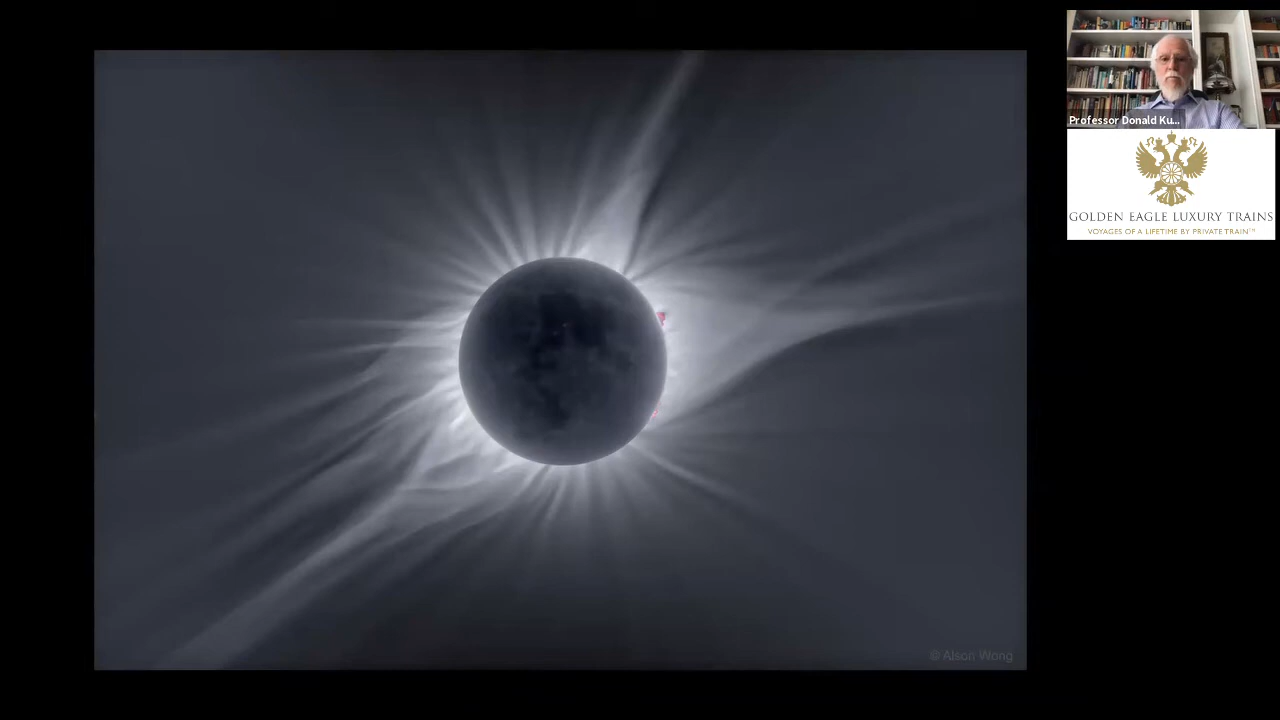 Professor Donald Ku...
GOLDEN EAGLE LUXURY TRAINS
VOYAGES OF A LIFETIME BY PRIVATE TRAIN™
© Alson Wong